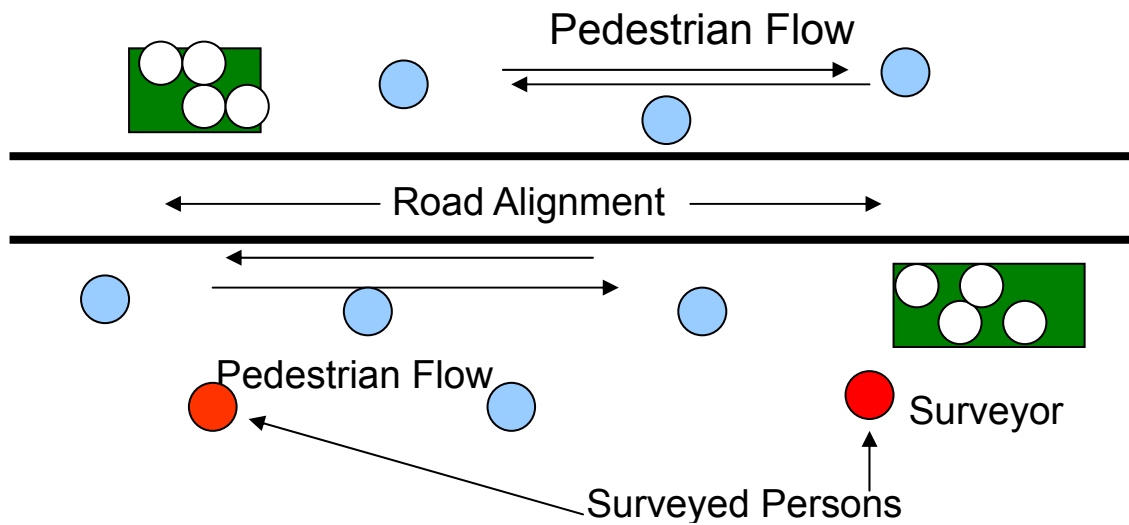 Pedestrian Flow
Road Alignment
Pedestrian Flow
Surveyor
Surveyed Persons